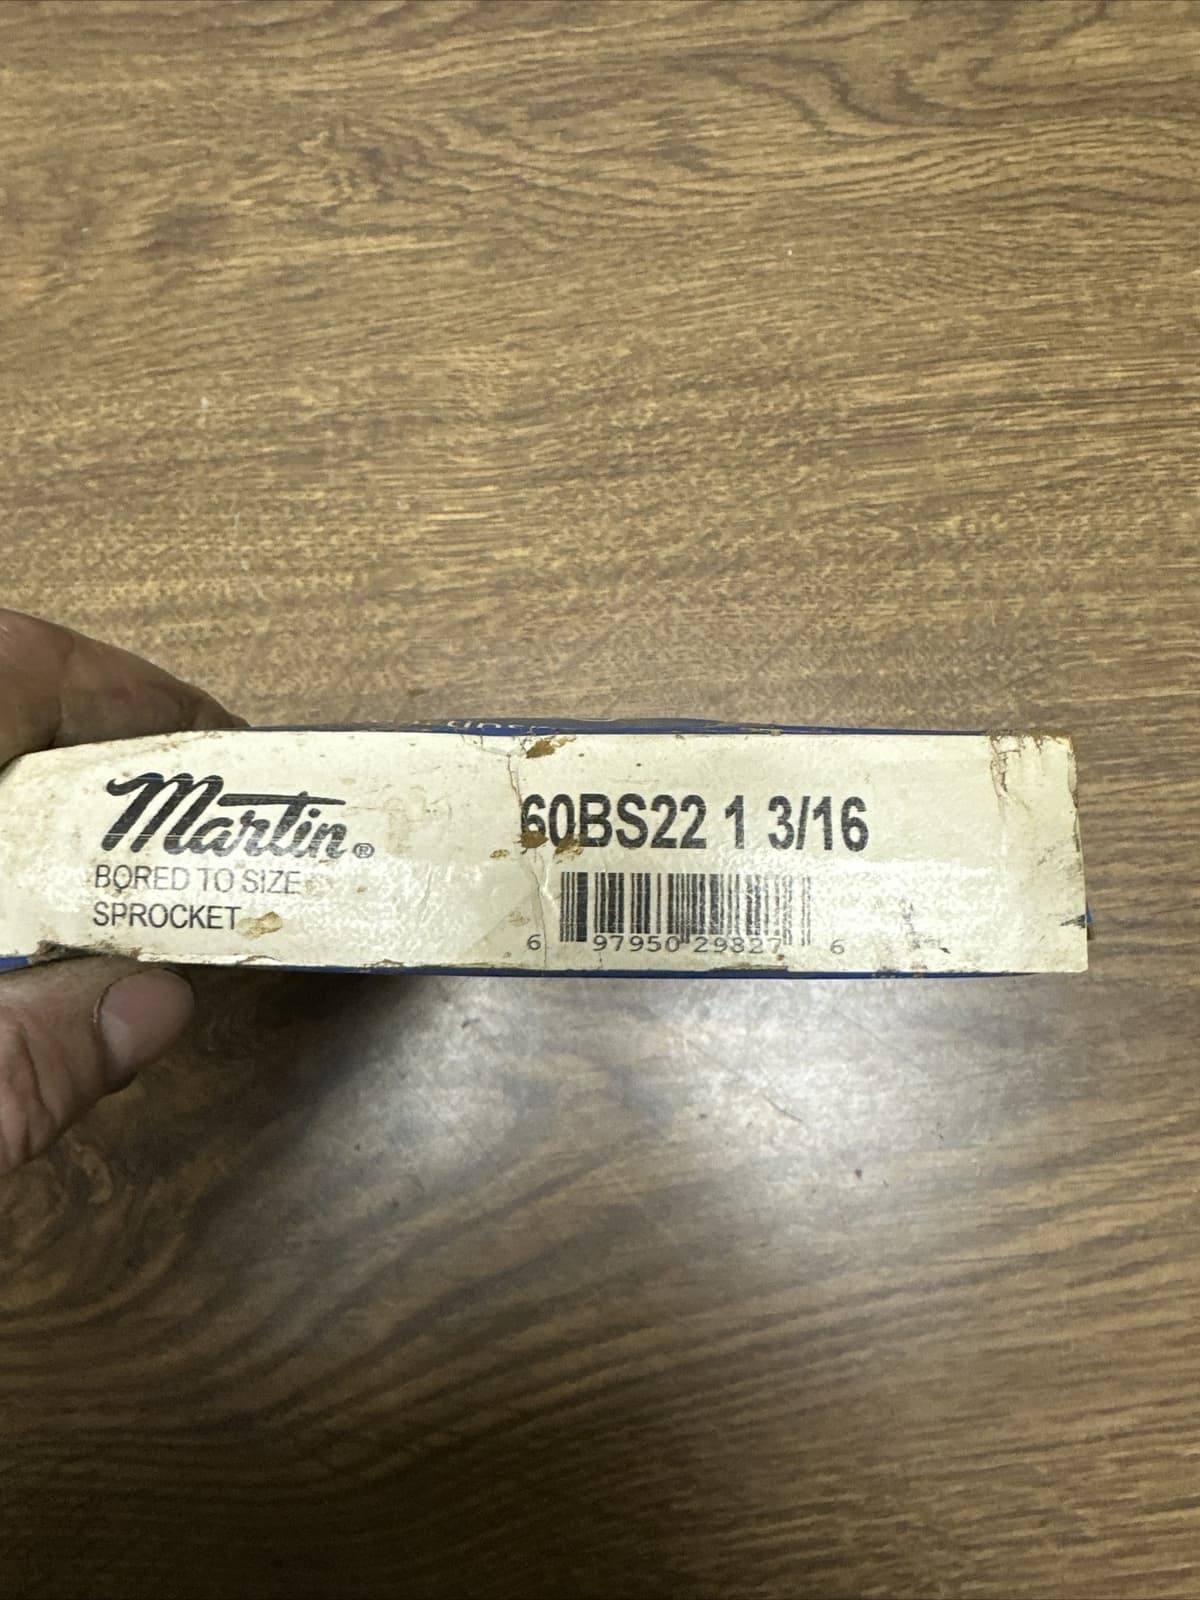 Martin®
BORED TO SIZE
SPROCKET
60BS22 1 3/16
6 97950 29827 6